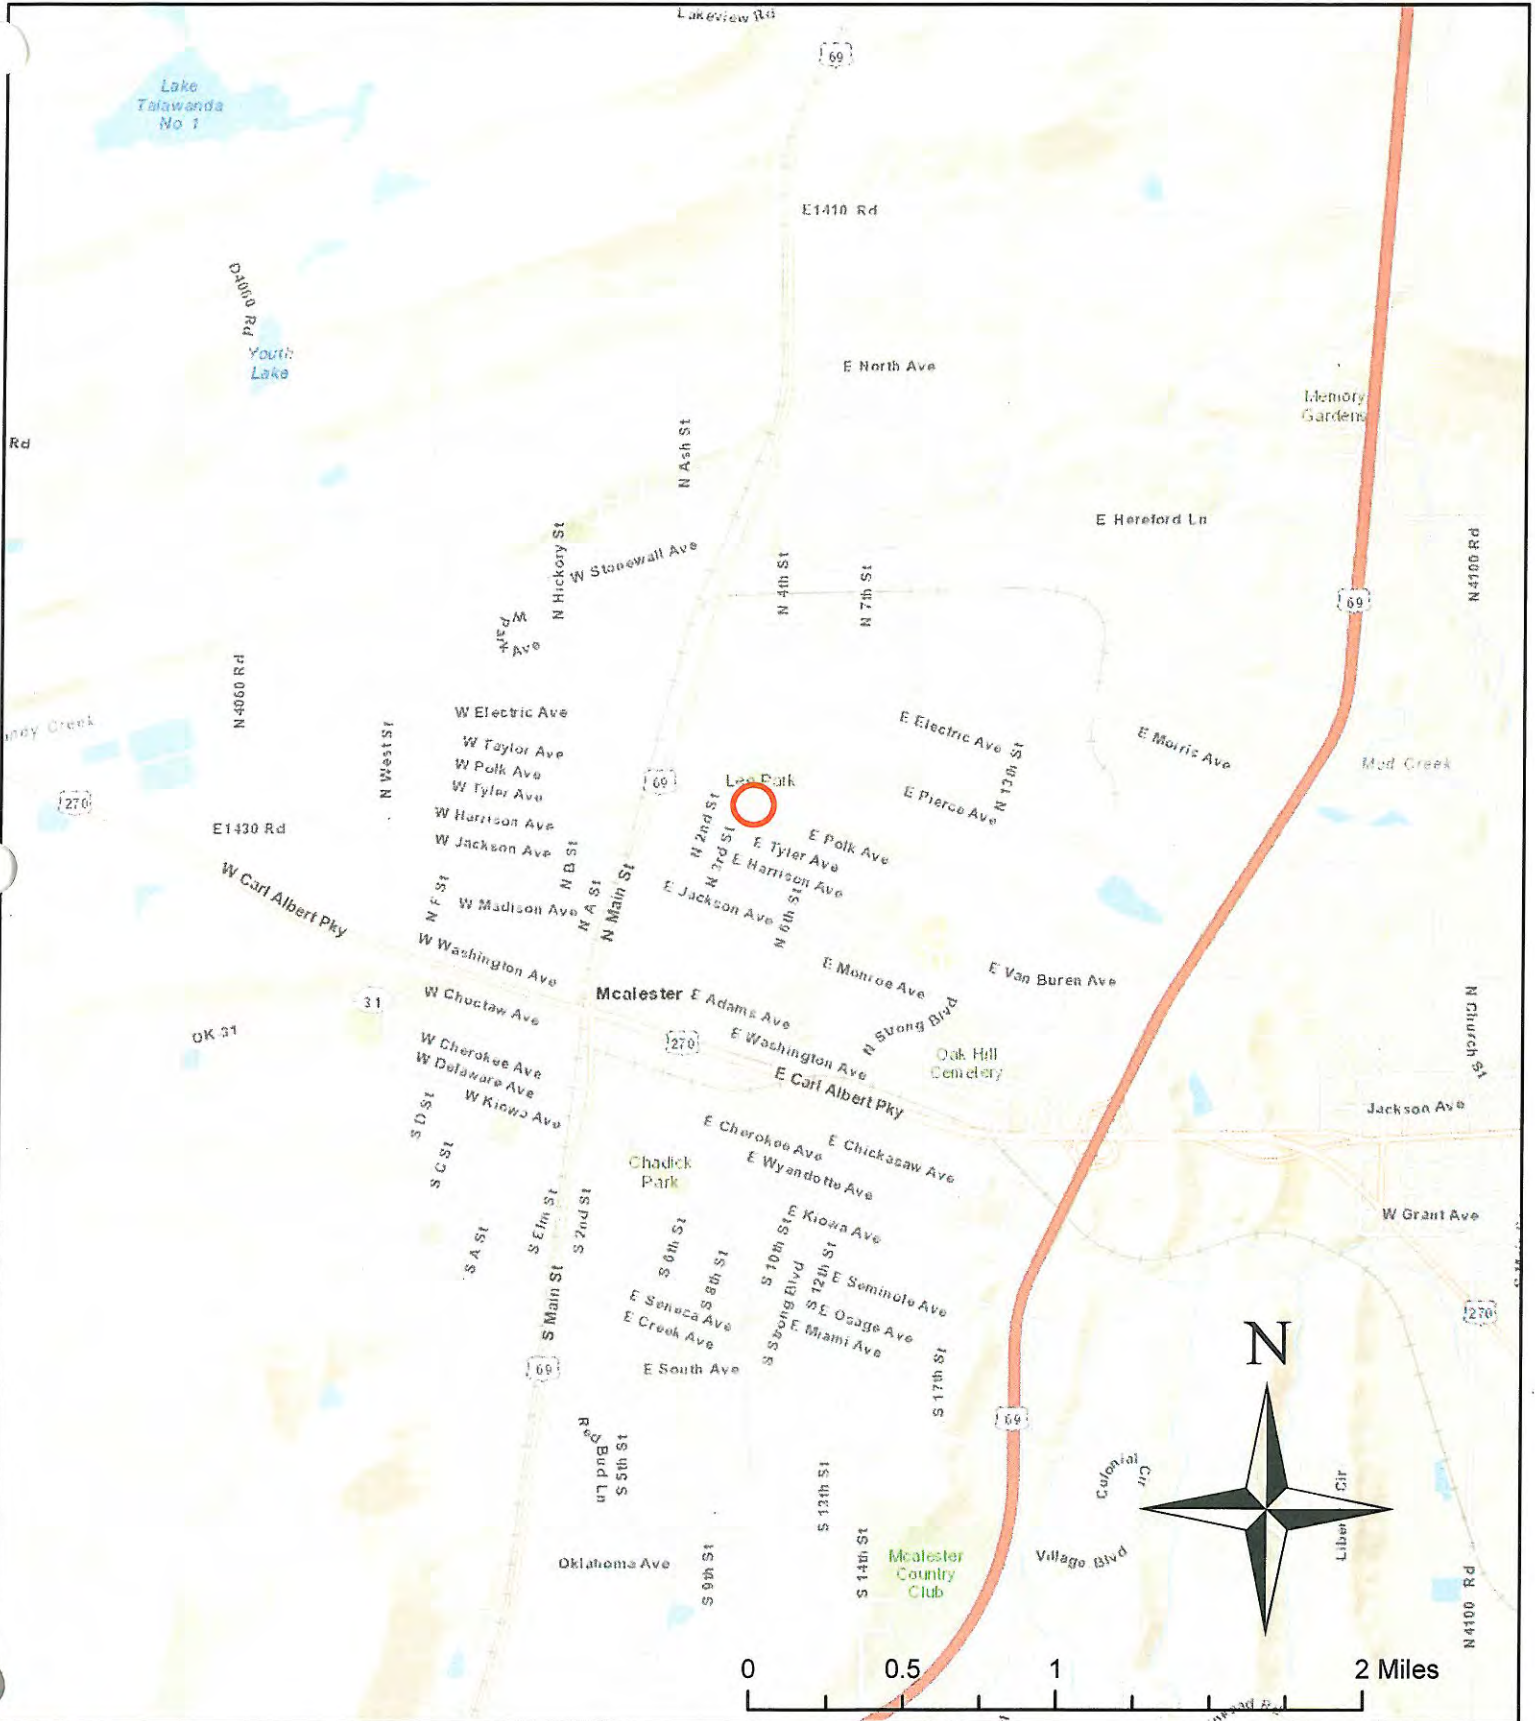 Lakeview Rd
69
Lake
Talawanda
No 1
E1410 Rd
D4060 Rd
Youth
Lake
E North Ave
Memory
Gardens
Rd
N Ash St
E Hereford Ln
N Hickory St
W Stonewall Ave
N 4th St
N 7th St
N4100 Rd
69
W Park Ave
N4060 Rd
W Electric Ave
E Electric Ave
N West St
W Taylor Ave
N 13th St
E Morris Ave
Creek
Mud Creek
W Polk Ave
69
Lee Park
W Tyler Ave
E Pierce Ave
270
N 2nd St
W Harrison Ave
E1430 Rd
E Polk Ave
W Jackson Ave
N B St
N 3rd St
E Tyler Ave
E Harrison Ave
W Carl Albert Pky
N F St
W Madison Ave
N A St
N Main St
E Jackson Ave
N 6th St
W Washington Ave
E Monroe Ave
E Van Buren Ave
31
W Choctaw Ave
Mcalester
E Adams Ave
N Strong Blvd
N Church St
OK 31
270
E Washington Ave
W Cherokee Ave
Oak Hill
Cemetery
W Delaware Ave
E Carl Albert Pky
W Kiowa Ave
Jackson Ave
S D St
E Cherokee Ave
E Chickasaw Ave
S C St
Chadick
Park
E Wyandotte Ave
S Elm St
S 2nd St
E Kiowa Ave
W Grant Ave
S A St
S 6th St
S 8th St
S 10th St
S 12th St
E Seminole Ave
S Main St
E Seneca Ave
S Strong Blvd
E Osage Ave
270
E Creek Ave
E Miami Ave
N
69
E South Ave
S 17th St
69
Red Bud Ln
S 5th St
S 13th St
Colonial Cir
Cir
Oklahoma Ave
S 9th St
S 14th St
Mcalester
Country
Club
Village Blvd
N4100 Rd
0 0.5 1 2 Miles